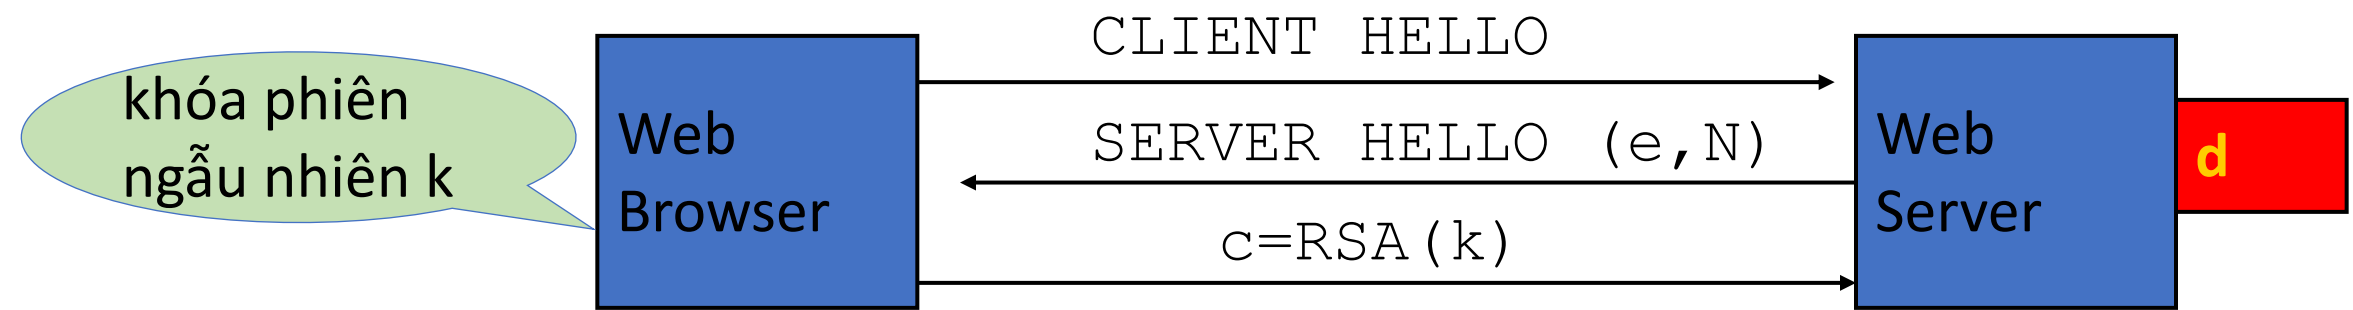 khóa phiên
ngẫu nhiên k
Web
Browser
CLIENT HELLO
SERVER HELLO (e,N)
c=RSA(k)
Web
Server
d